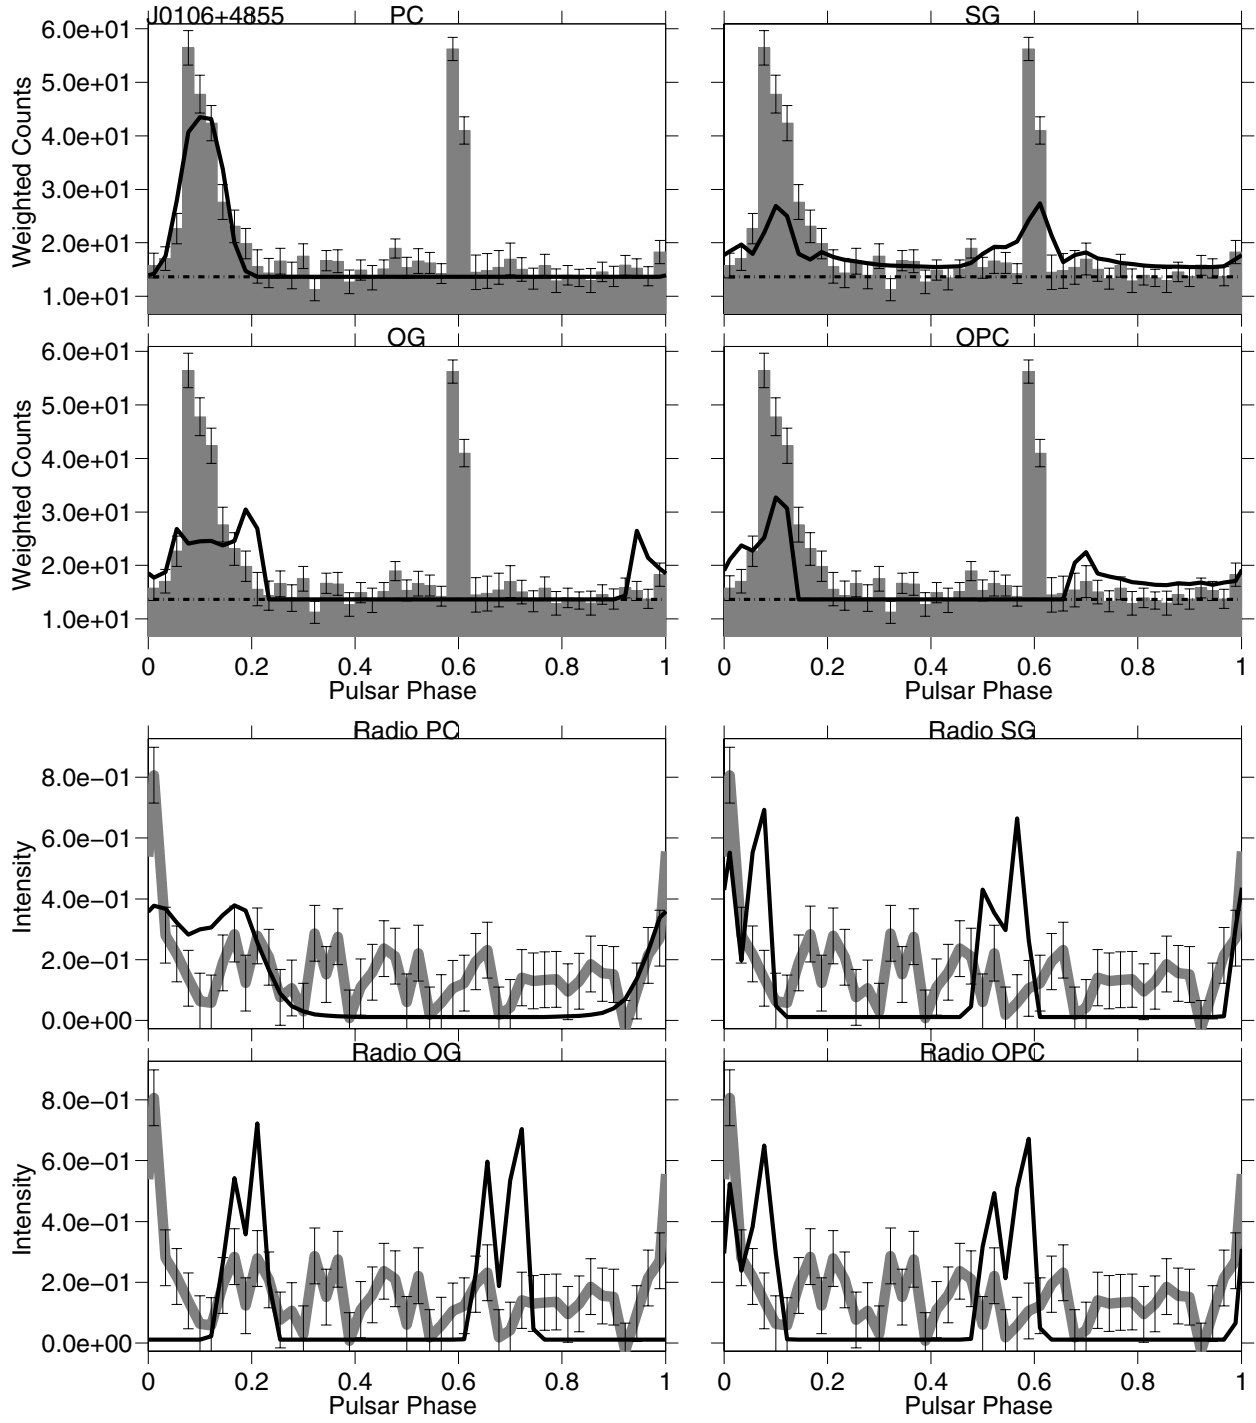 J0106+4855 PC SG
6.0e+01
5.0e+01
4.0e+01
3.0e+01
2.0e+01
1.0e+01
Weighted Counts
OG OPC
6.0e+01
5.0e+01
4.0e+01
3.0e+01
2.0e+01
1.0e+01
Weighted Counts
0 0.2 0.4 0.6 0.8 1 0 0.2 0.4 0.6 0.8 1
Pulsar Phase Pulsar Phase
Radio PC Radio SG
8.0e−01
6.0e−01
4.0e−01
2.0e−01
0.0e+00
Intensity
Radio OG Radio OPC
8.0e−01
6.0e−01
4.0e−01
2.0e−01
0.0e+00
Intensity
0 0.2 0.4 0.6 0.8 1 0 0.2 0.4 0.6 0.8 1
Pulsar Phase Pulsar Phase